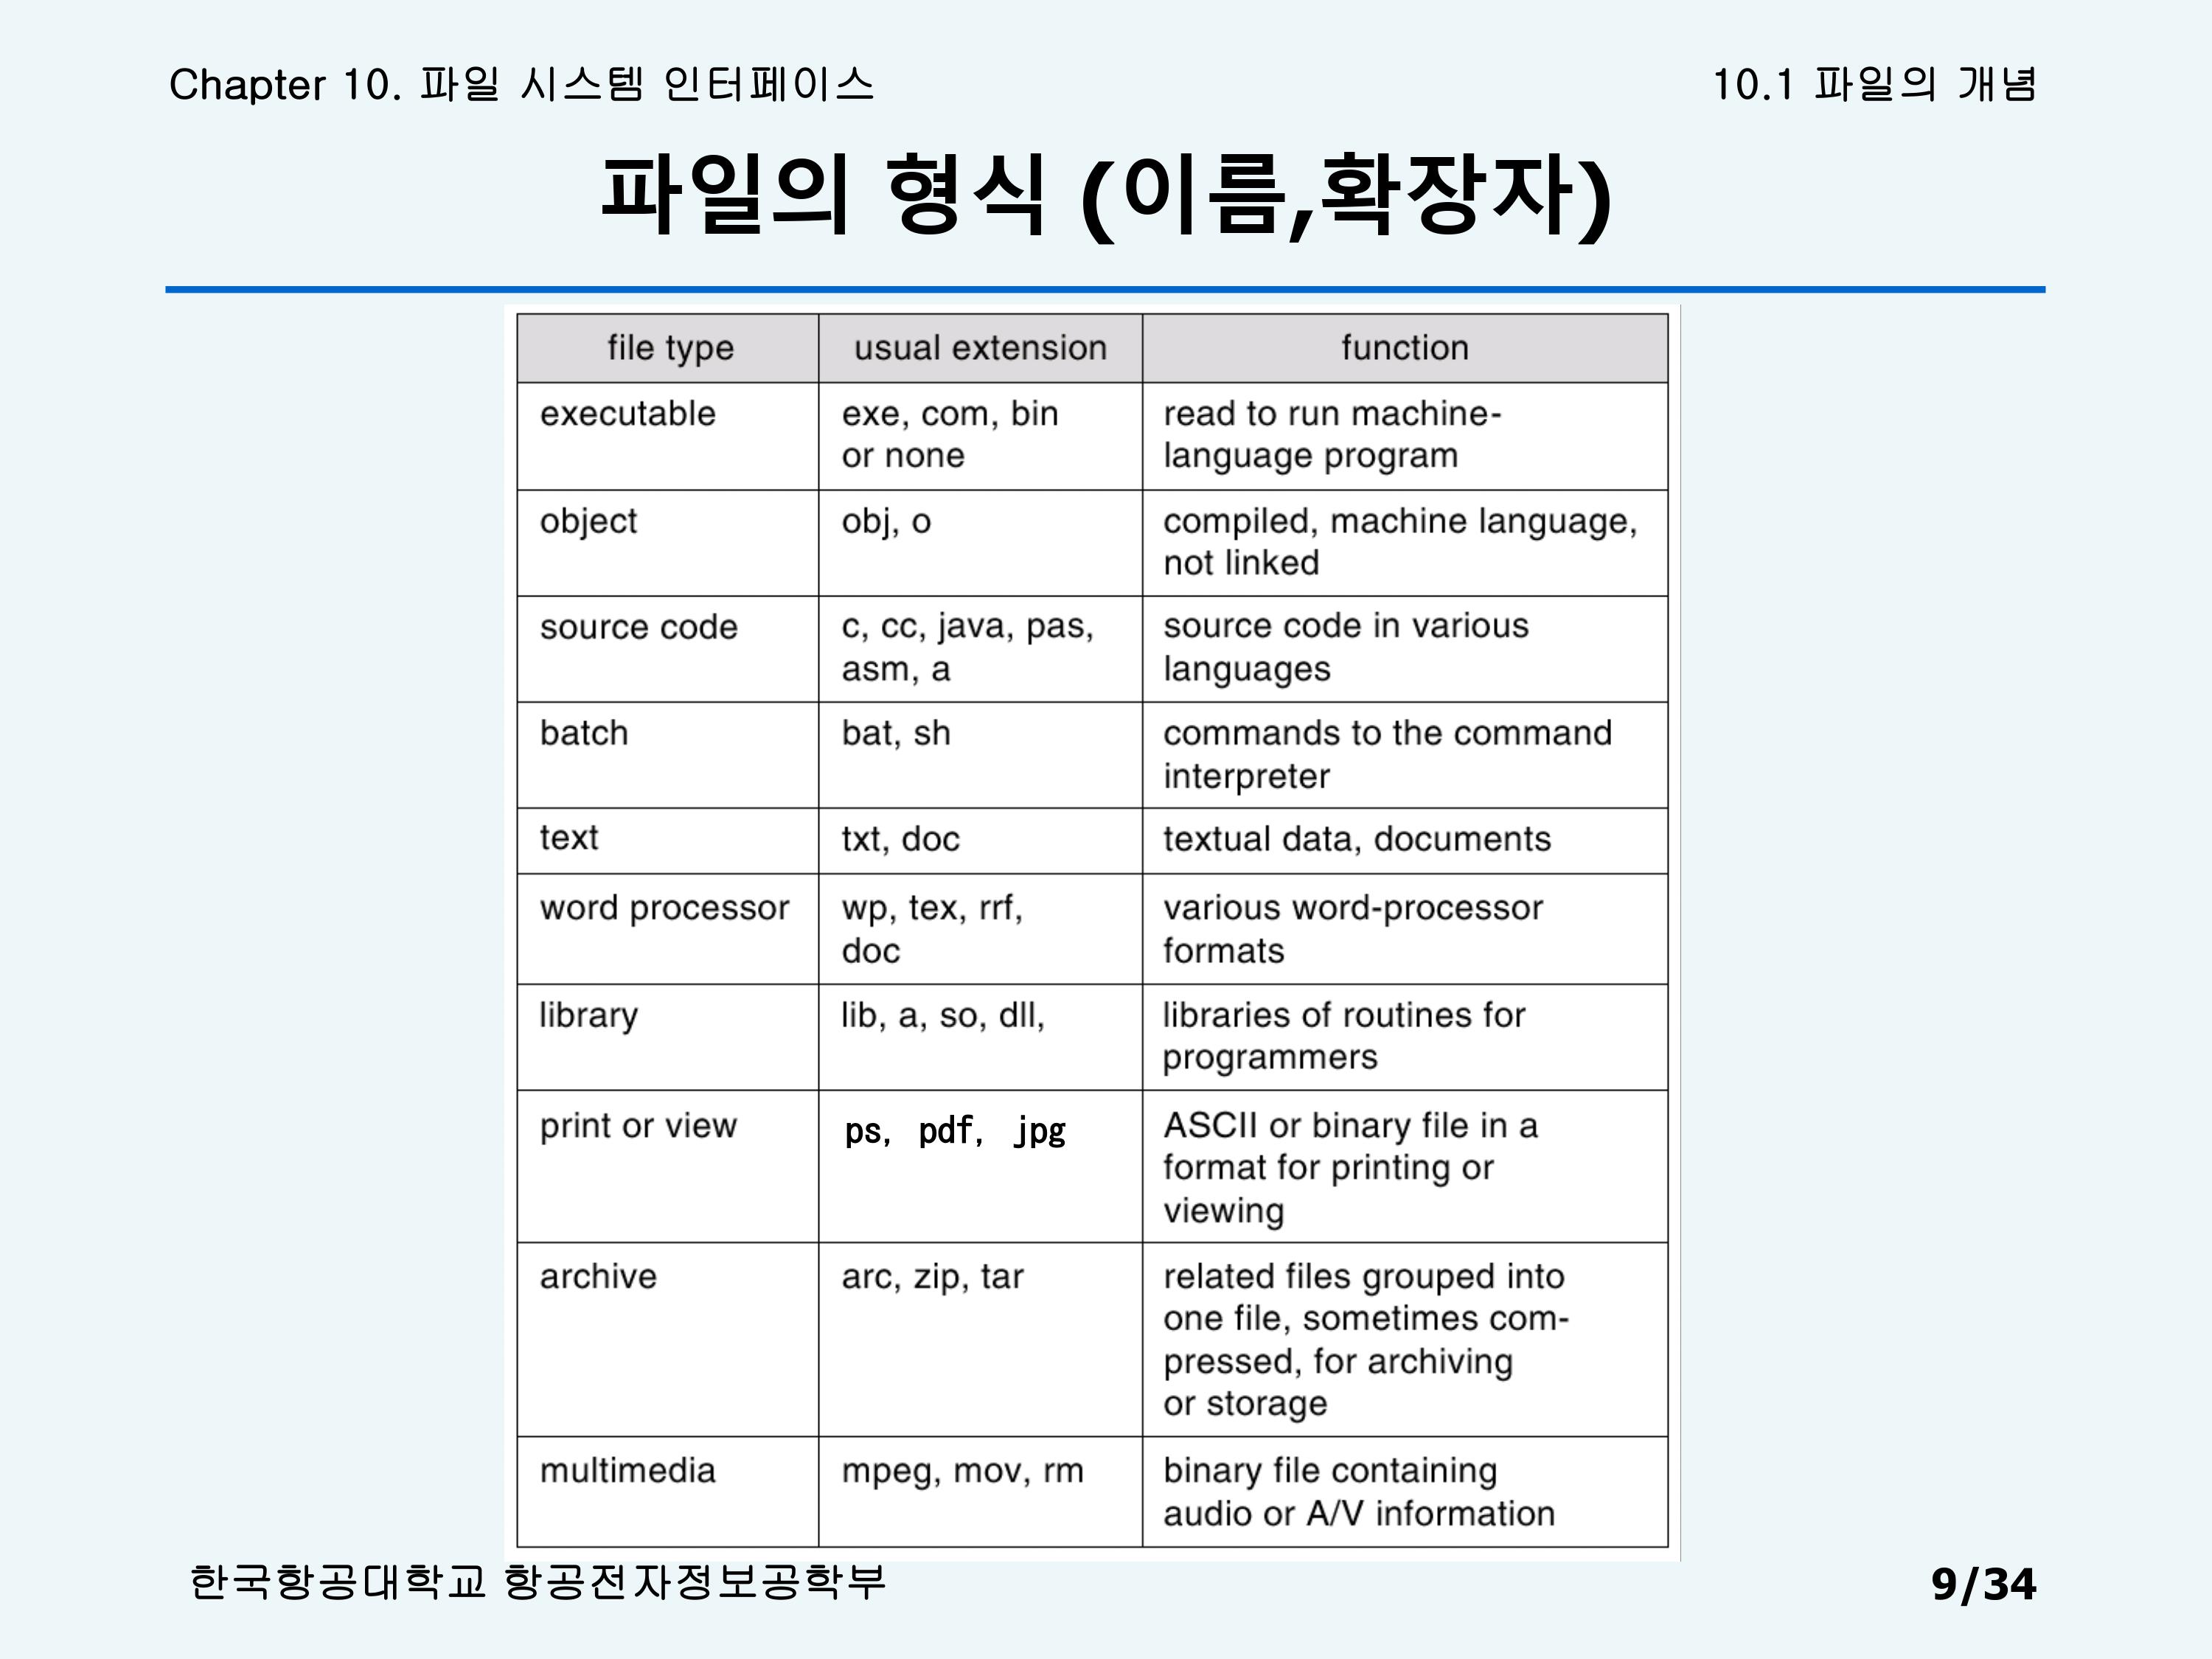 Chapter 10. 파일 시스템 인터페이스
10.1 파일의 개념
파일의 형식 (이름,확장자)
file type
usual extension
function
executable
exe, com, bin
or none
read to run machine-
language program
object
obj, o
compiled, machine language,
not linked
source code
c, cc, java, pas,
asm, a
source code in various
languages
batch
bat, sh
commands to the command
interpreter
text
txt, doc
textual data, documents
word processor
wp, tex, rrf,
doc
various word-processor
formats
library
lib, a, so, dll,
libraries of routines for
programmers
print or view
ps, pdf, jpg
ASCII or binary file in a
format for printing or
viewing
archive
arc, zip, tar
related files grouped into
one file, sometimes com-
pressed, for archiving
or storage
multimedia
mpeg, mov, rm
binary file containing
audio or A/V information
한국항공대학교 항공전자정보공학부
9/34